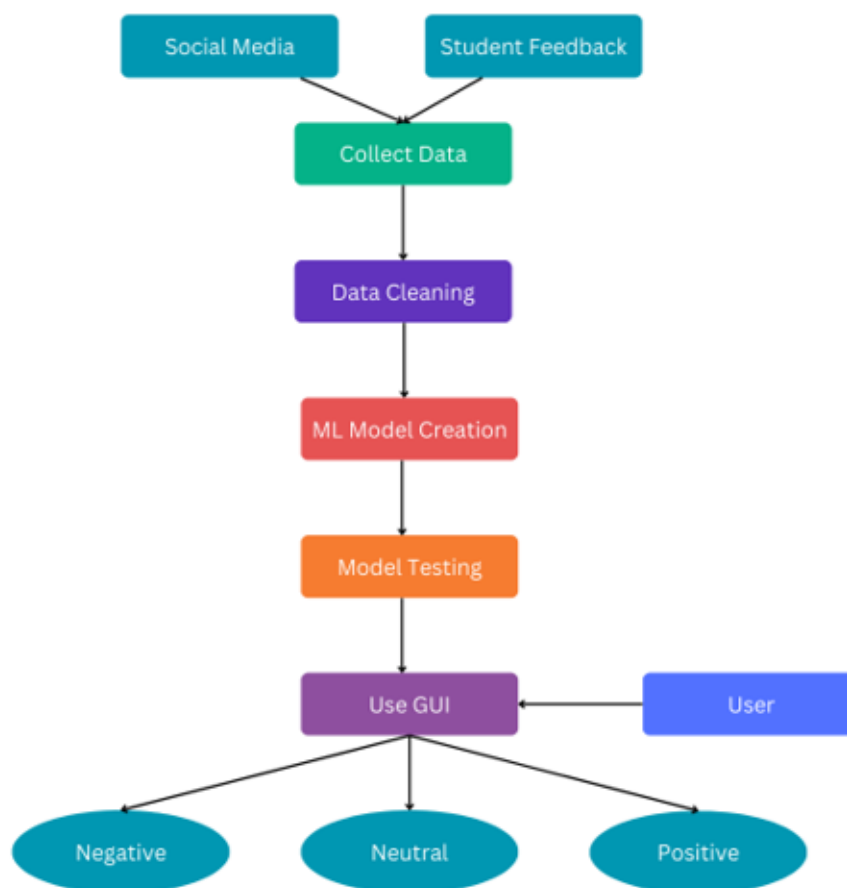 Social Media
Student Feedback
Collect Data
Data Cleaning
ML Model Creation
Model Testing
Use GUI
User
Negative
Neutral
Positive